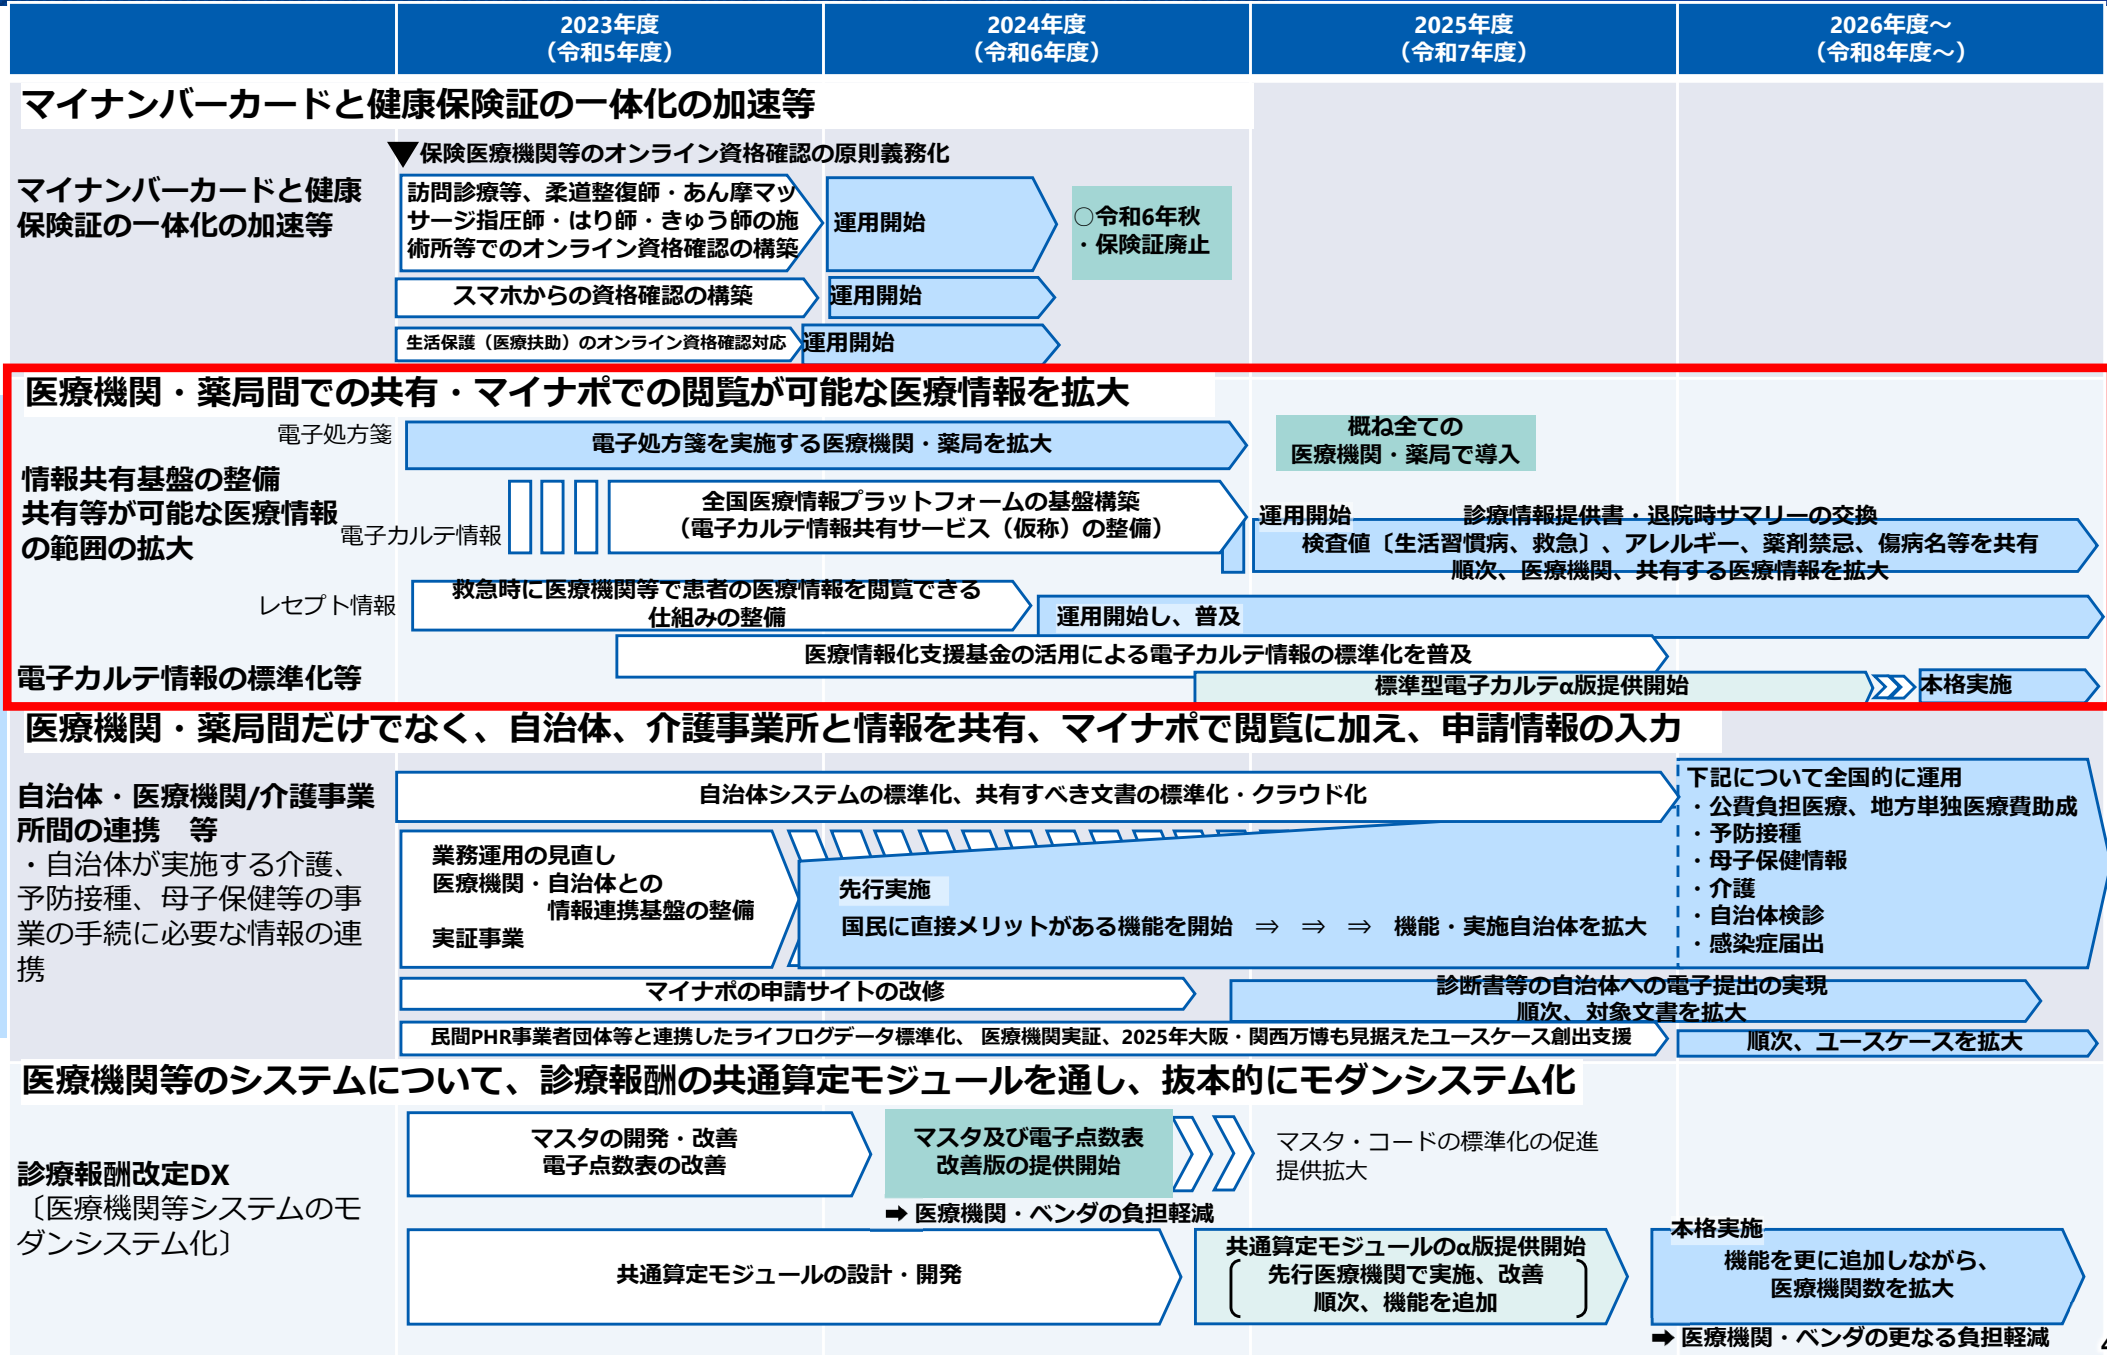 2023年度
(令和5年度)
2024年度
(令和6年度)
2025年度
(令和7年度)
2026年度～
(令和8年度～)
マイナンバーカードと健康保険証の一体化の加速等
▼保険医療機関等のオンライン資格確認の原則義務化
マイナンバーカードと健康
保険証の一体化の加速等
訪問診療等、柔道整復師・あん摩マッ
サージ指圧師・はり師・きゅう師の施
術所等でのオンライン資格確認の構築
運用開始
○令和6年秋
・保険証廃止
スマホからの資格確認の構築
運用開始
生活保護（医療扶助）のオンライン資格確認対応
運用開始
医療機関・薬局間での共有・マイナポでの閲覧が可能な医療情報を拡大
電子処方箋
電子処方箋を実施する医療機関・薬局を拡大
概ね全ての
医療機関・薬局で導入
情報共有基盤の整備
共有等が可能な医療情報
の範囲の拡大
電子カルテ情報
全国医療情報プラットフォームの基盤構築
（電子カルテ情報共有サービス（仮称）の整備）
運用開始
診療情報提供書・退院時サマリーの交換
検査値〔生活習慣病、救急〕、アレルギー、薬剤禁忌、傷病名等を共有
順次、医療機関、共有する医療情報を拡大
レセプト情報
救急時に医療機関等で患者の医療情報を閲覧できる
仕組みの整備
運用開始し、普及
医療情報化支援基金の活用による電子カルテ情報の標準化を普及
電子カルテ情報の標準化等
標準型電子カルテα版提供開始
本格実施
医療機関・薬局間だけでなく、自治体、介護事業所と情報を共有、マイナポで閲覧に加え、申請情報の入力
自治体・医療機関/介護事業
所間の連携　等
・自治体が実施する介護、
予防接種、母子保健等の事
業の手続に必要な情報の連
携
自治体システムの標準化、共有すべき文書の標準化・クラウド化
業務運用の見直し
医療機関・自治体との
情報連携基盤の整備
実証事業
先行実施
国民に直接メリットがある機能を開始　⇒　⇒　⇒　機能・実施自治体を拡大
下記について全国的に運用
・公費負担医療、地方単独医療費助成
・予防接種
・母子保健情報
・介護
・自治体検診
・感染症届出
マイナポの申請サイトの改修
診断書等の自治体への電子提出の実現
順次、対象文書を拡大
民間PHR事業者団体等と連携したライフログデータ標準化、 医療機関実証、2025年大阪・関西万博も見据えたユースケース創出支援
順次、ユースケースを拡大
医療機関等のシステムについて、診療報酬の共通算定モジュールを通し、抜本的にモダンシステム化
診療報酬改定DX
〔医療機関等システムのモ
ダンシステム化〕
マスタの開発・改善
電子点数表の改善
マスタ及び電子点数表
改善版の提供開始
マスタ・コードの標準化の促進
提供拡大
➡ 医療機関・ベンダの負担軽減
共通算定モジュールの設計・開発
共通算定モジュールのα版提供開始
先行医療機関で実施、改善
順次、機能を追加
本格実施
機能を更に追加しながら、
医療機関数を拡大
➡ 医療機関・ベンダの更なる負担軽減